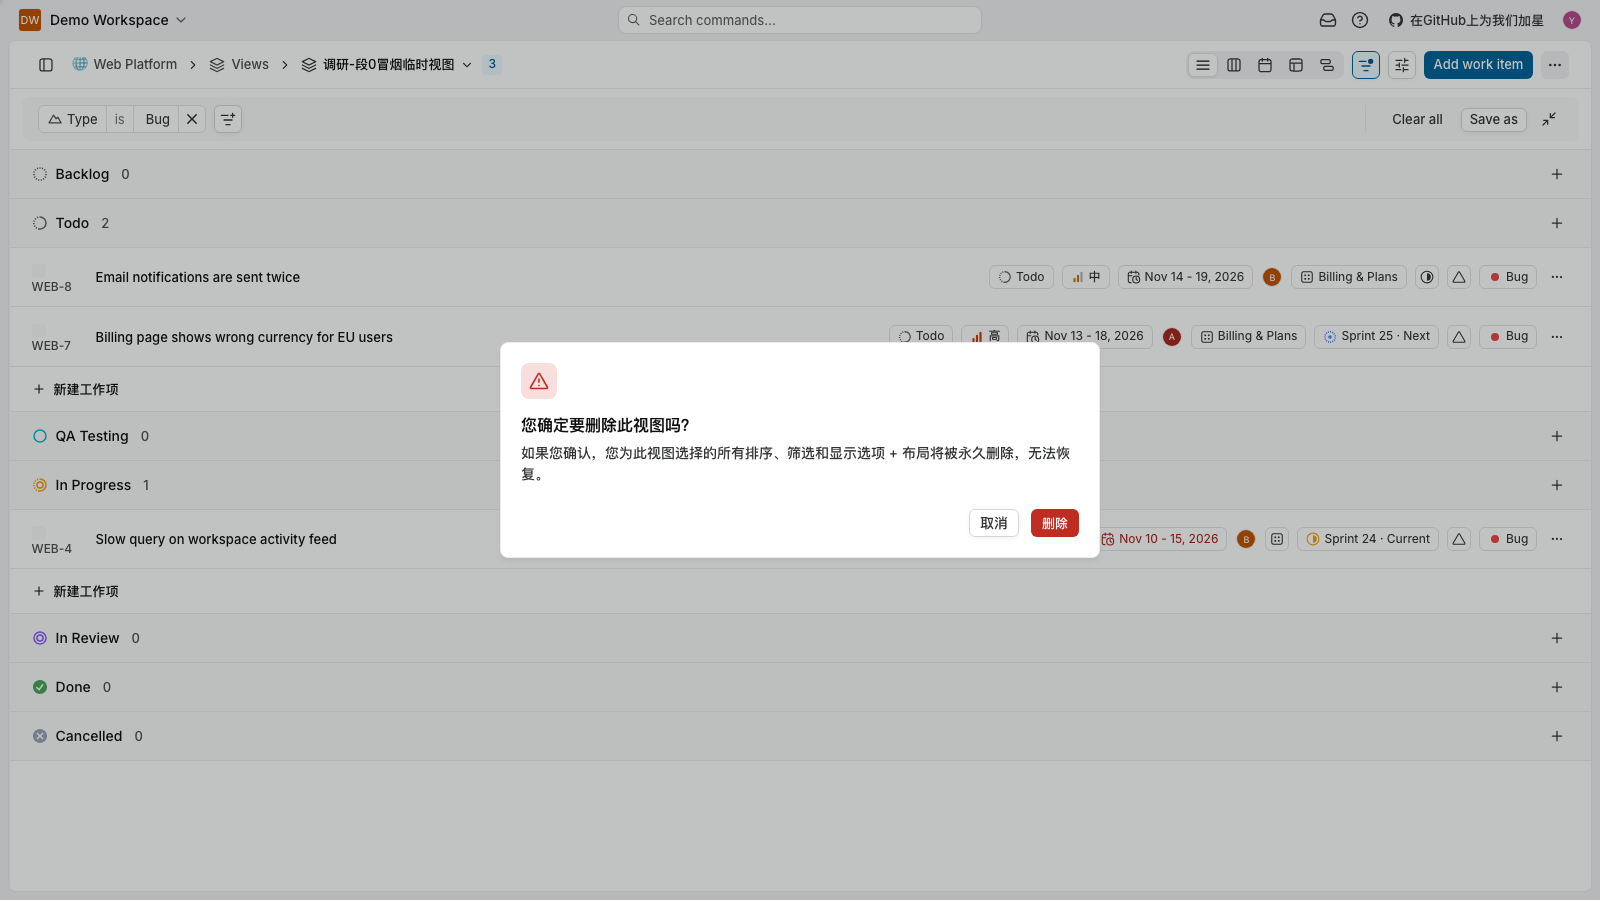 DW Demo Workspace
Search commands...
在GitHub上为我们加星
Y
Web Platform
Views
调研-段0冒烟临时视图
3
Add work item
Type is Bug
Clear all
Save as
Backlog 0
Todo 2
WEB-8 Email notifications are sent twice
Todo 中 Nov 14 - 19, 2026 B Billing & Plans Bug
WEB-7 Billing page shows wrong currency for EU users
Todo 高 Nov 13 - 18, 2026 A Billing & Plans Sprint 25 · Next Bug
新建工作项
您确定要删除此视图吗?
如果您确认，您为此视图选择的所有排序、筛选和显示选项 + 布局将被永久删除，无法恢
复。
取消
删除
QA Testing 0
In Progress 1
WEB-4 Slow query on workspace activity feed
Nov 10 - 15, 2026 B Sprint 24 · Current Bug
新建工作项
In Review 0
Done 0
Cancelled 0